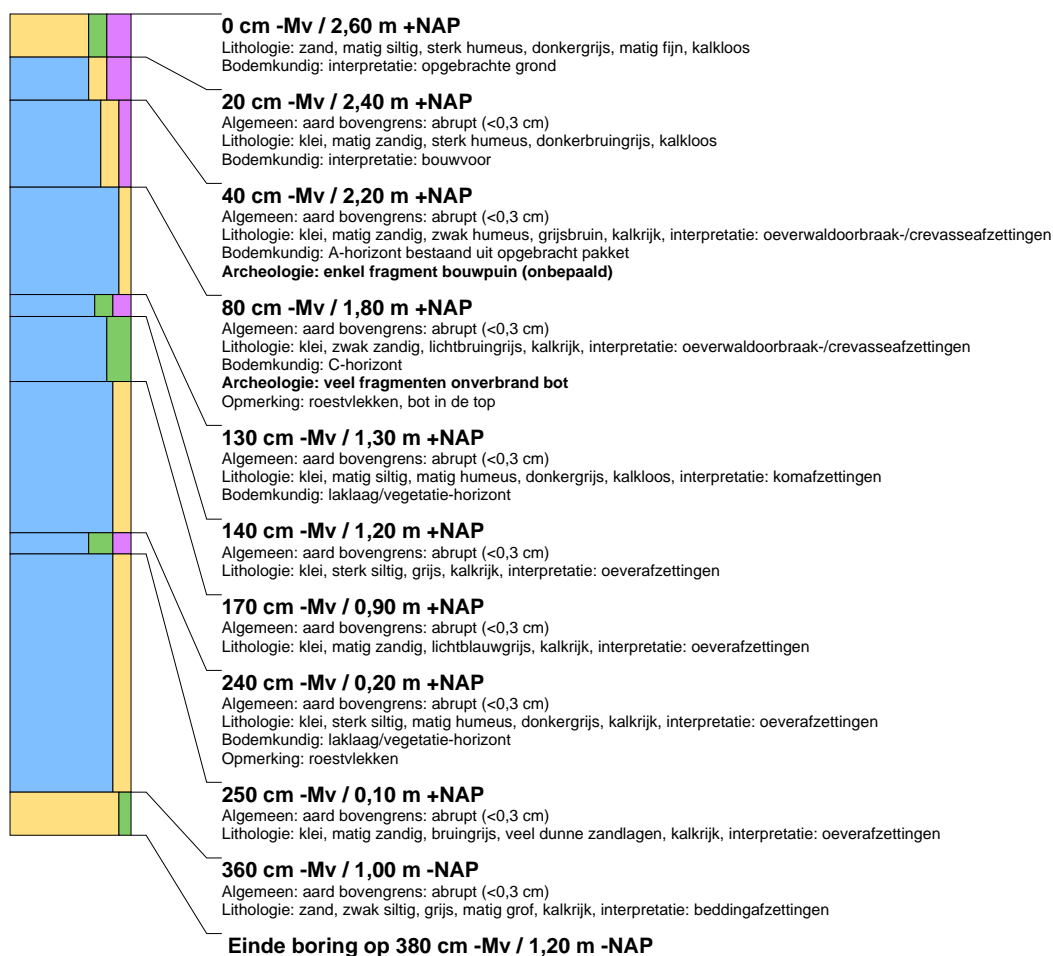 0 cm -Mv / 2,60 m +NAP
Lithologie: zand, matig siltig, sterk humeus, donkergrijs, matig fijn, kalkloos
Bodemkundig: interpretatie: opgebrachte grond
20 cm -Mv / 2,40 m +NAP
Algemeen: aard bovengrens: abrupt (<0,3 cm)
Lithologie: klei, matig zandig, sterk humeus, donkerbruingrijs, kalkloos
Bodemkundig: interpretatie: bouwvoor
40 cm -Mv / 2,20 m +NAP
Algemeen: aard bovengrens: abrupt (<0,3 cm)
Lithologie: klei, matig zandig, zwak humeus, grijsbruin, kalkrijk, interpretatie: oeverwaldoorbraak-/crevasseafzettingen
Bodemkundig: A-horizont bestaand uit opgebracht pakket
Archeologie: enkel fragment bouwpuin (onbepaald)
80 cm -Mv / 1,80 m +NAP
Algemeen: aard bovengrens: abrupt (<0,3 cm)
Lithologie: klei, zwak zandig, lichtbruingrijs, kalkrijk, interpretatie: oeverwaldoorbraak-/crevasseafzettingen
Bodemkundig: C-horizont
Archeologie: veel fragmenten onverbrand bot
Opmerking: roestvlekken, bot in de top
130 cm -Mv / 1,30 m +NAP
Algemeen: aard bovengrens: abrupt (<0,3 cm)
Lithologie: klei, matig siltig, matig humeus, donkergrijs, kalkloos, interpretatie: komafzettingen
Bodemkundig: laklaag/vegetatie-horizont
140 cm -Mv / 1,20 m +NAP
Algemeen: aard bovengrens: abrupt (<0,3 cm)
Lithologie: klei, sterk siltig, grijs, kalkrijk, interpretatie: oeverafzettingen
170 cm -Mv / 0,90 m +NAP
Algemeen: aard bovengrens: abrupt (<0,3 cm)
Lithologie: klei, matig zandig, lichtblauwgrijs, kalkrijk, interpretatie: oeverafzettingen
240 cm -Mv / 0,20 m +NAP
Algemeen: aard bovengrens: abrupt (<0,3 cm)
Lithologie: klei, sterk siltig, matig humeus, donkergrijs, kalkrijk, interpretatie: oeverafzettingen
Bodemkundig: laklaag/vegetatie-horizont
Opmerking: roestvlekken
250 cm -Mv / 0,10 m +NAP
Algemeen: aard bovengrens: abrupt (<0,3 cm)
Lithologie: klei, matig zandig, bruingrijs, veel dunne zandlagen, kalkrijk, interpretatie: oeverafzettingen
360 cm -Mv / 1,00 m -NAP
Algemeen: aard bovengrens: abrupt (<0,3 cm)
Lithologie: zand, zwak siltig, grijs, matig grof, kalkrijk, interpretatie: beddingafzettingen
Einde boring op 380 cm -Mv / 1,20 m -NAP